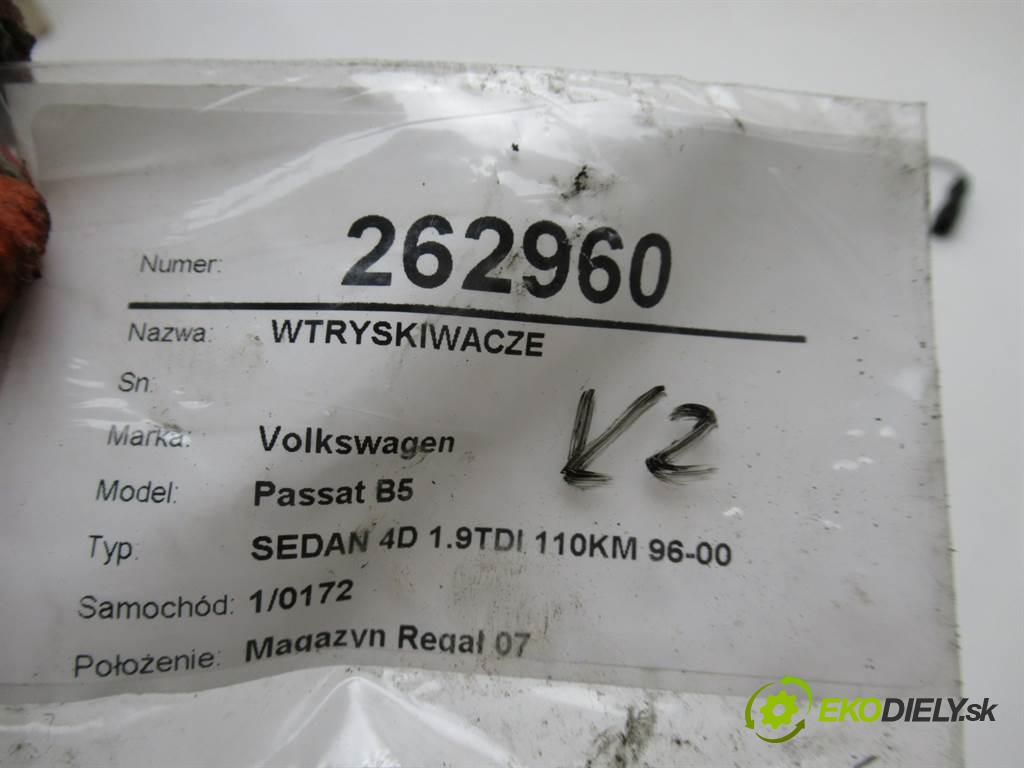 Numer: 262960
Nazwa: WTRYSKIWACZE
Sn:
Marka: Volkswagen
Model: Passat B5
Typ: SEDAN 4D 1.9TDI 110KM 96-00
Samochód: 1/0172
Położenie: Magazyn Regał 07
V2
EKODIELY.sk